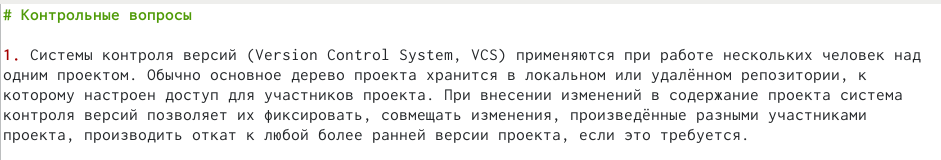 # Контрольные вопросы
1. Системы контроля версий (Version Control System, VCS) применяются при работе нескольких человек над
одним проектом. Обычно основное дерево проекта хранится в локальном или удалённом репозитории, к
которому настроен доступ для участников проекта. При внесении изменений в содержание проекта система
контроля версий позволяет их фиксировать, совмещать изменения, произведённые разными участниками
проекта, производить откат к любой более ранней версии проекта, если это требуется.